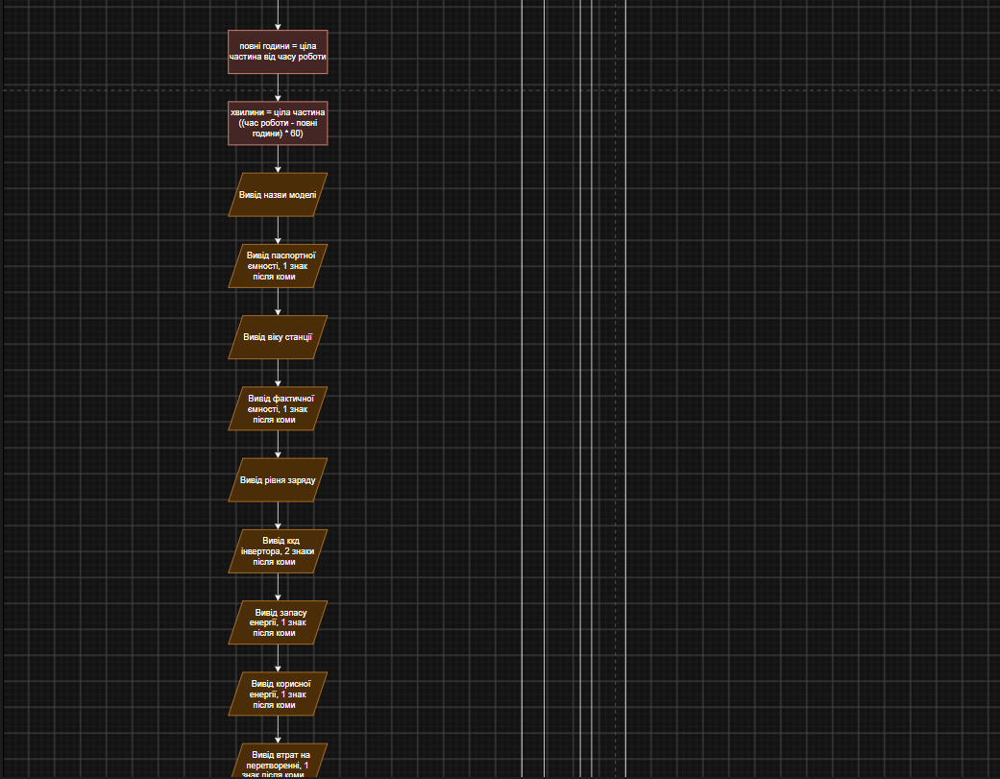 повні години = ціла
частина від часу роботи
хвилини = ціла частина
((час роботи - повні
години) * 60)
Вивід назви моделі
Вивід паспортної
ємності, 1 знак
після коми
Вивід віку станції
Вивід фактичної
ємності, 1 знак
після коми
Вивід рівня заряду
Вивід ккд
інвертора, 2 знаки
після коми
Вивід запасу
енергії, 1 знак
після коми
Вивід корисної
енергії, 1 знак
після коми
Вивід втрат на
перетворенні, 1
знак після коми